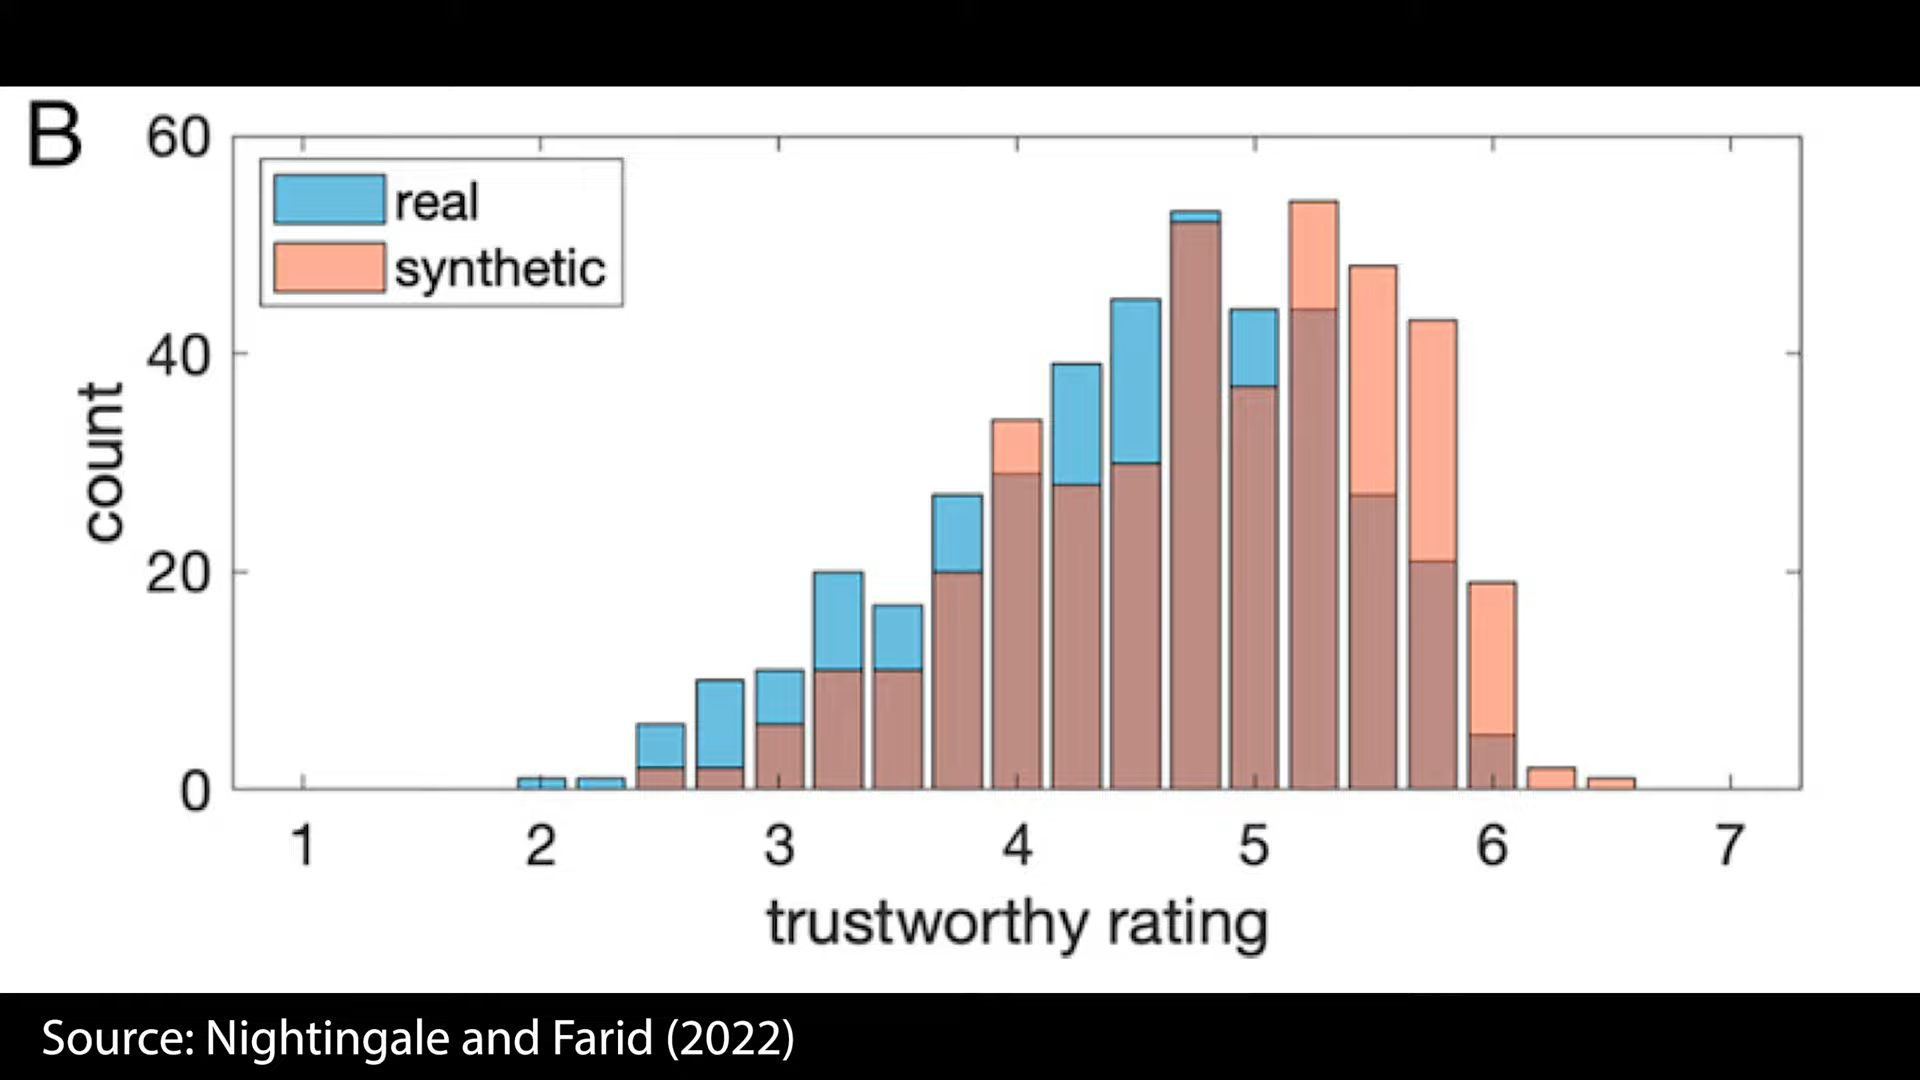 B
60
real
synthetic
40
count
20
0
1 2 3 4 5 6 7
trustworthy rating
Source: Nightingale and Farid (2022)